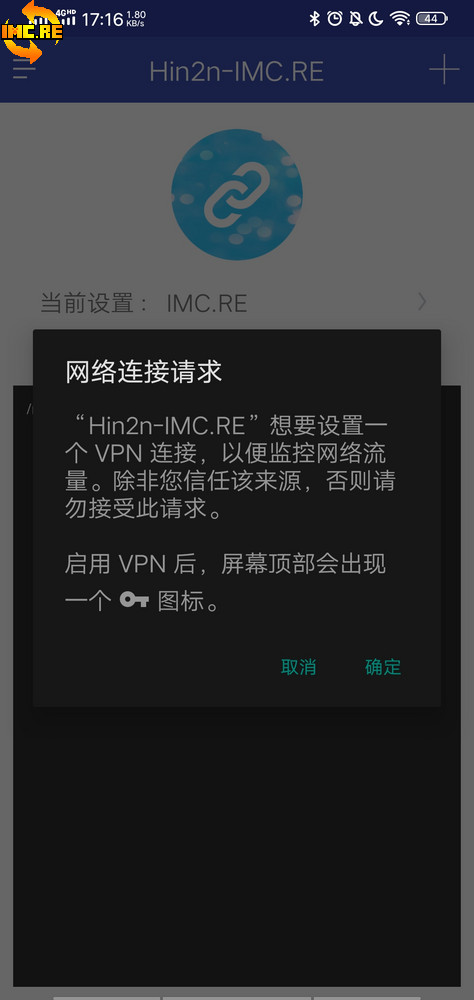 IMC.RE
4GHD 17:16 1.80 KB/s 44
Hin2n-IMC.RE
当前设置： IMC.RE
网络连接请求
“Hin2n-IMC.RE”想要设置一
个 VPN 连接，以便监控网络流
量。除非您信任该来源，否则请
勿接受此请求。
启用 VPN 后，屏幕顶部会出现
一个 图标。
取消 确定